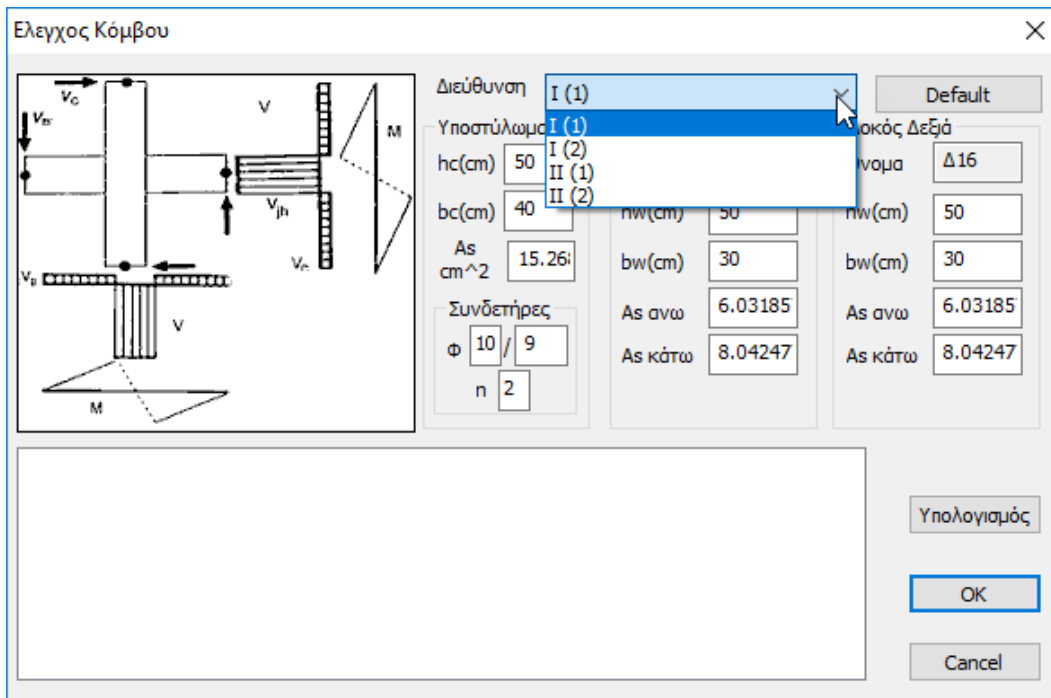 Ελεγχος Κόμβου
Διεύθυνση
I (1)
Default
I (1)
I (2)
II (1)
II (2)
Υποστύλωμα
hc(cm) 50
bc(cm) 40
As cm^2 15.26
Συνδετήρες
Φ 10 / 9
n 2
hw(cm) 50
bw(cm) 30
As ανω 6.03185
As κάτω 8.04247
Δεξιά
Δ16
hw(cm) 50
bw(cm) 30
As ανω 6.03185
As κάτω 8.04247
Vc
V
M
Vjh
Vc
V
M
Υπολογισμός
OK
Cancel